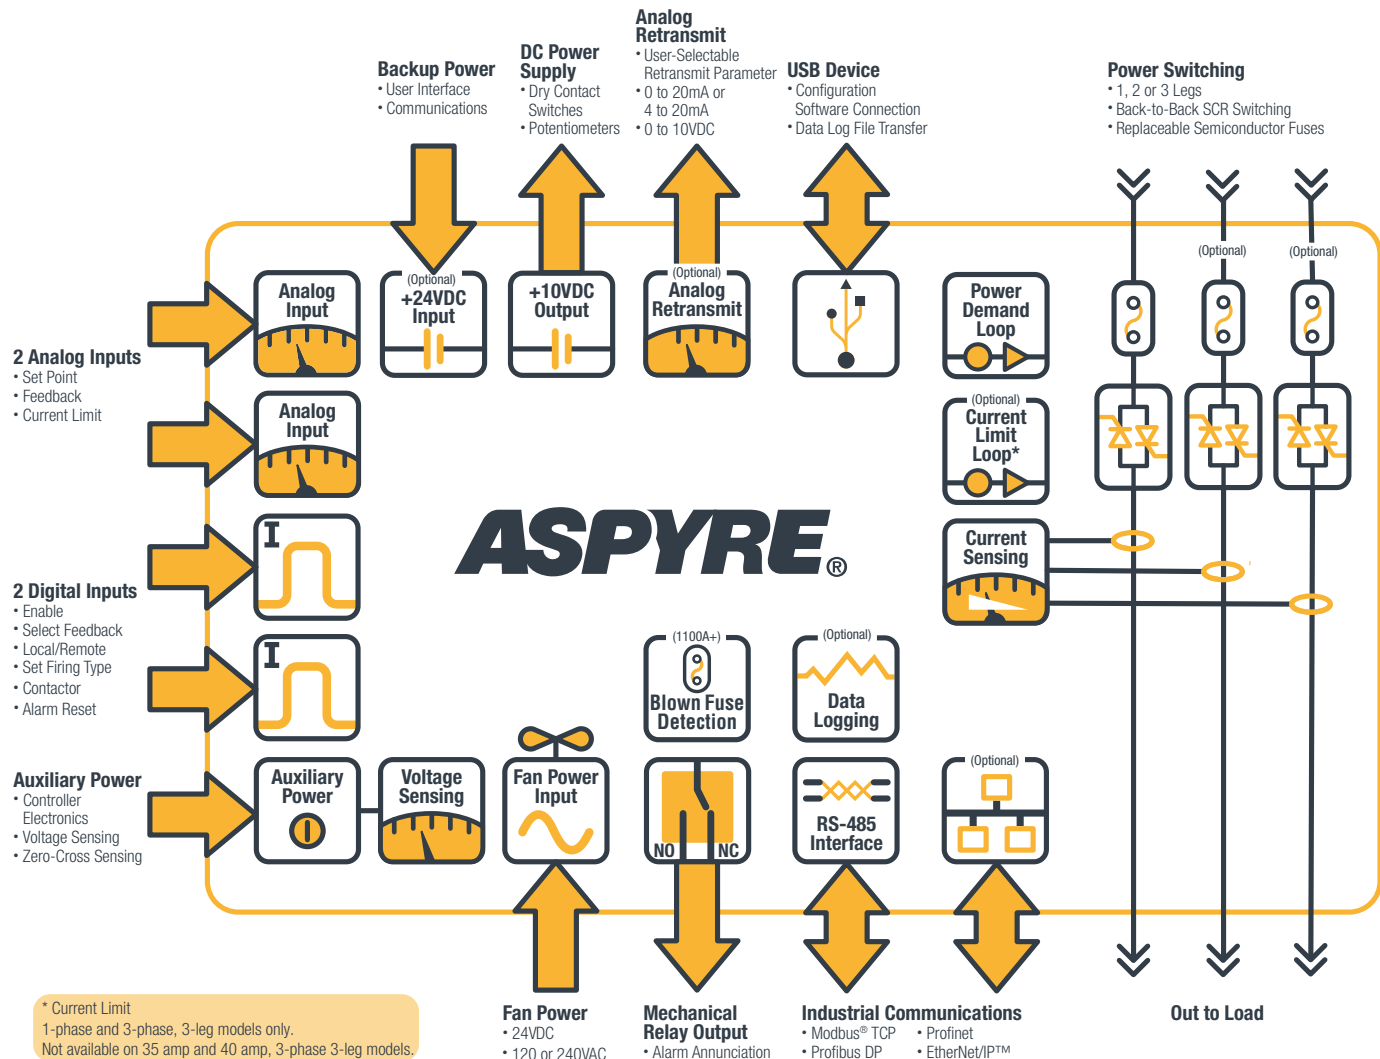 Analog
Retransmit
• User-Selectable
Retransmit Parameter
• 0 to 20mA or
4 to 20mA
• 0 to 10VDC
DC Power
Supply
• Dry Contact
Switches
• Potentiometers
Backup Power
• User Interface
• Communications
USB Device
• Configuration
Software Connection
• Data Log File Transfer
Power Switching
• 1, 2 or 3 Legs
• Back-to-Back SCR Switching
• Replaceable Semiconductor Fuses
(Optional)
(Optional)
2 Analog Inputs
• Set Point
• Feedback
• Current Limit
Analog
Input
(Optional)
+24VDC
Input
+10VDC
Output
(Optional)
Analog
Retransmit
Power
Demand
Loop
Analog
Input
(Optional)
Current
Limit
Loop*
ASPYRE®
Current
Sensing
2 Digital Inputs
• Enable
• Select Feedback
• Local/Remote
• Set Firing Type
• Contactor
• Alarm Reset
I
I
(1100A+)
Blown Fuse
Detection
(Optional)
Data
Logging
Auxiliary Power
• Controller
Electronics
• Voltage Sensing
• Zero-Cross Sensing
Auxiliary
Power
Voltage
Sensing
Fan Power
Input
NO NC
RS-485
Interface
(Optional)
* Current Limit
1-phase and 3-phase, 3-leg models only.
Not available on 35 amp and 40 amp, 3-phase 3-leg models.
Fan Power
• 24VDC
• 120 or 240VAC
Mechanical
Relay Output
• Alarm Annunciation
Industrial Communications
• Modbus® TCP • Profinet
• Profibus DP • EtherNet/IP™
Out to Load